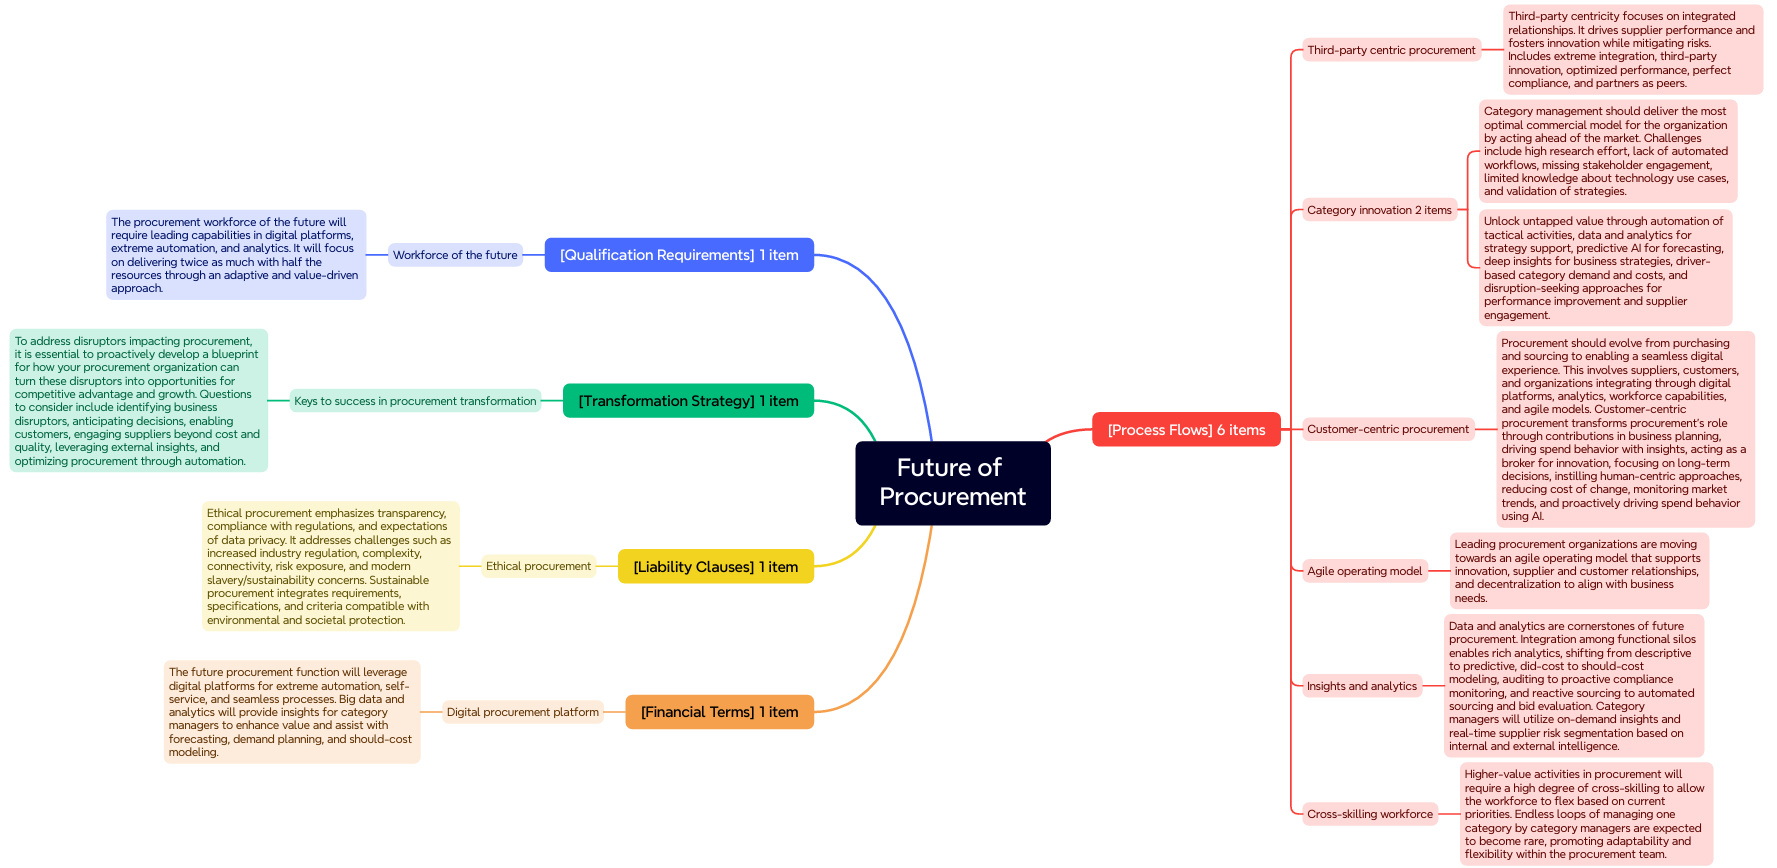 Future of
Procurement
[Qualification Requirements] 1 item
Workforce of the future
The procurement workforce of the future will
require leading capabilities in digital platforms,
extreme automation, and analytics. It will focus
on delivering twice as much with half the
resources through an adaptive and value-driven
approach.
[Transformation Strategy] 1 item
Keys to success in procurement transformation
To address disruptors impacting procurement,
it is essential to proactively develop a blueprint
for how your procurement organization can
turn these disruptors into opportunities for
competitive advantage and growth. Questions
to consider include identifying business
disruptors, anticipating decisions, enabling
customers, engaging suppliers beyond cost and
quality, leveraging external insights, and
optimizing procurement through automation.
[Liability Clauses] 1 item
Ethical procurement
Ethical procurement emphasizes transparency,
compliance with regulations, and expectations
of data privacy. It addresses challenges such as
increased industry regulation, complexity,
connectivity, risk exposure, and modern
slavery/sustainability concerns. Sustainable
procurement integrates requirements,
specifications, and criteria compatible with
environmental and societal protection.
[Financial Terms] 1 item
Digital procurement platform
The future procurement function will leverage
digital platforms for extreme automation, self-
service, and seamless processes. Big data and
analytics will provide insights for category
managers to enhance value and assist with
forecasting, demand planning, and should-cost
modeling.
[Process Flows] 6 items
Third-party centric procurement
Third-party centricity focuses on integrated
relationships. It drives supplier performance and
fosters innovation while mitigating risks.
Includes extreme integration, third-party
innovation, optimized performance, perfect
compliance, and partners as peers.
Category innovation 2 items
Category management should deliver the most
optimal commercial model for the organization
by acting ahead of the market. Challenges
include high research effort, lack of automated
workflows, missing stakeholder engagement,
limited knowledge about technology use cases,
and validation of strategies.
Unlock untapped value through automation of
tactical activities, data and analytics for
strategy support, predictive AI for forecasting,
deep insights for business strategies, driver-
based category demand and costs, and
disruption-seeking approaches for
performance improvement and supplier
engagement.
Customer-centric procurement
Procurement should evolve from purchasing
and sourcing to enabling a seamless digital
experience. This involves suppliers, customers,
and organizations integrating through digital
platforms, analytics, workforce capabilities,
and agile models. Customer-centric
procurement transforms procurement's role
through contributions in business planning,
driving spend behavior with insights, acting as a
broker for innovation, focusing on long-term
decisions, instilling human-centric approaches,
reducing cost of change, monitoring market
trends, and proactively driving spend behavior
using AI.
Agile operating model
Leading procurement organizations are moving
towards an agile operating model that supports
innovation, supplier and customer relationships,
and decentralization to align with business
needs.
Insights and analytics
Data and analytics are cornerstones of future
procurement. Integration among functional silos
enables rich analytics, shifting from descriptive
to predictive, did-cost to should-cost
modeling, auditing to proactive compliance
monitoring, and reactive sourcing to automated
sourcing and bid evaluation. Category
managers will utilize on-demand insights and
real-time supplier risk segmentation based on
internal and external intelligence.
Cross-skilling workforce
Higher-value activities in procurement will
require a high degree of cross-skilling to allow
the workforce to flex based on current
priorities. Endless loops of managing one
category by category managers are expected
to become rare, promoting adaptability and
flexibility within the procurement team.